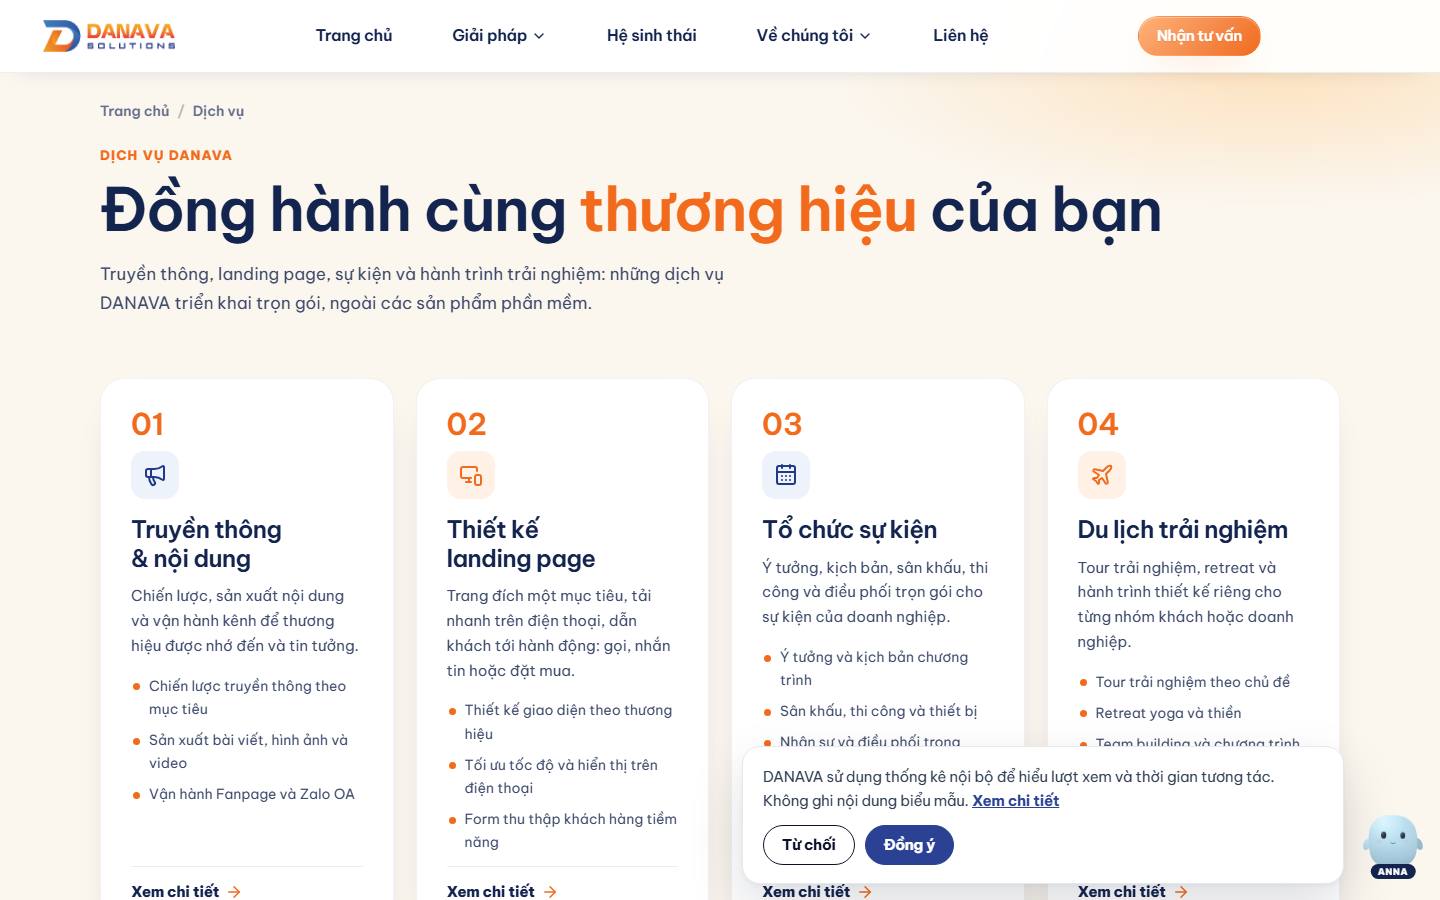 DANAVA
SOLUTIONS
Trang chủ
Giải pháp
Hệ sinh thái
Về chúng tôi
Liên hệ
Nhận tư vấn
Trang chủ / Dịch vụ
DỊCH VỤ DANAVA
Đồng hành cùng thương hiệu của bạn
Truyền thông, landing page, sự kiện và hành trình trải nghiệm: những dịch vụ
DANAVA triển khai trọn gói, ngoài các sản phẩm phần mềm.
01
Truyền thông
& nội dung
Chiến lược, sản xuất nội dung
và vận hành kênh để thương
hiệu được nhớ đến và tin tưởng.
Chiến lược truyền thông theo
mục tiêu
Sản xuất bài viết, hình ảnh và
video
Vận hành Fanpage và Zalo OA
Xem chi tiết
02
Thiết kế
landing page
Trang đích một mục tiêu, tải
nhanh trên điện thoại, dẫn
khách tới hành động: gọi, nhắn
tin hoặc đặt mua.
Thiết kế giao diện theo thương
hiệu
Tối ưu tốc độ và hiển thị trên
điện thoại
Form thu thập khách hàng tiềm
năng
Xem chi tiết
03
Tổ chức sự kiện
Ý tưởng, kịch bản, sân khấu, thi
công và điều phối trọn gói cho
sự kiện của doanh nghiệp.
Ý tưởng và kịch bản chương
trình
Sân khấu, thi công và thiết bị
Nhân sự và điều phối trong
Xem chi tiết
04
Du lịch trải nghiệm
Tour trải nghiệm, retreat và
hành trình thiết kế riêng cho
từng nhóm khách hoặc doanh
nghiệp.
Tour trải nghiệm theo chủ đề
Retreat yoga và thiền
Team building và chương trình
Xem chi tiết
DANAVA sử dụng thống kê nội bộ để hiểu lượt xem và thời gian tương tác.
Không ghi nội dung biểu mẫu. Xem chi tiết
Từ chối
Đồng ý
ANNA